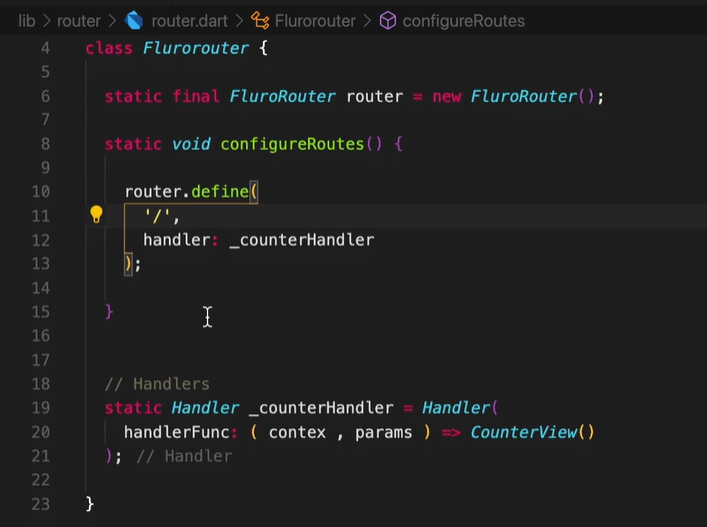 lib > router > router.dart > Flurorouter > configureRoutes
4 class Flurorouter {
5
6 static final FluroRouter router = new FluroRouter();
7
8 static void configureRoutes() {
9
10 router.define(
11 '/',
12 handler: _counterHandler
13 );
14
15 }
16
17
18 // Handlers
19 static Handler _counterHandler = Handler(
20 handlerFunc: ( contex , params ) => CounterView()
21 ); // Handler
22
23 }